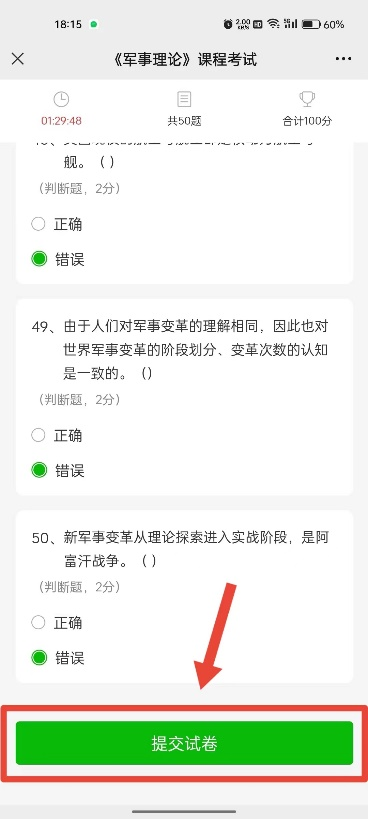 18:15
2.00 KB/S HD 5G 60%
《军事理论》课程考试
01:29:48
共50题
合计100分
舰。（）
（判断题，2分）
正确
错误
49、由于人们对军事变革的理解相同，因此也对
世界军事变革的阶段划分、变革次数的认知
是一致的。（）
（判断题，2分）
正确
错误
50、新军事变革从理论探索进入实战阶段，是阿
富汗战争。（）
（判断题，2分）
正确
错误
提交试卷